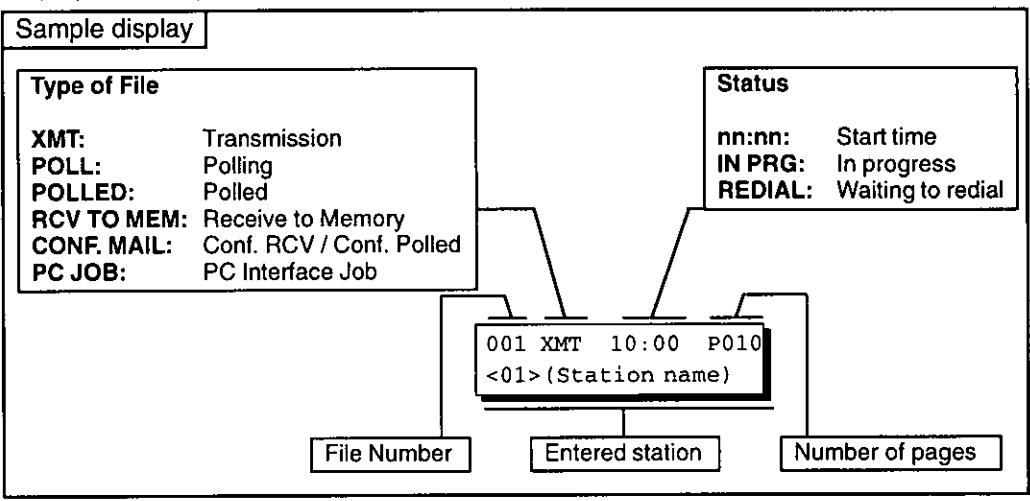 Sample display
Type of File
XMT: Transmission
POLL: Polling
POLLED: Polled
RCV TO MEM: Receive to Memory
CONF. MAIL: Conf. RCV / Conf. Polled
PC JOB: PC Interface Job
Status
nn:nn: Start time
IN PRG: In progress
REDIAL: Waiting to redial
001 XMT 10:00 P010
<01>(Station name)
File Number
Entered station
Number of pages